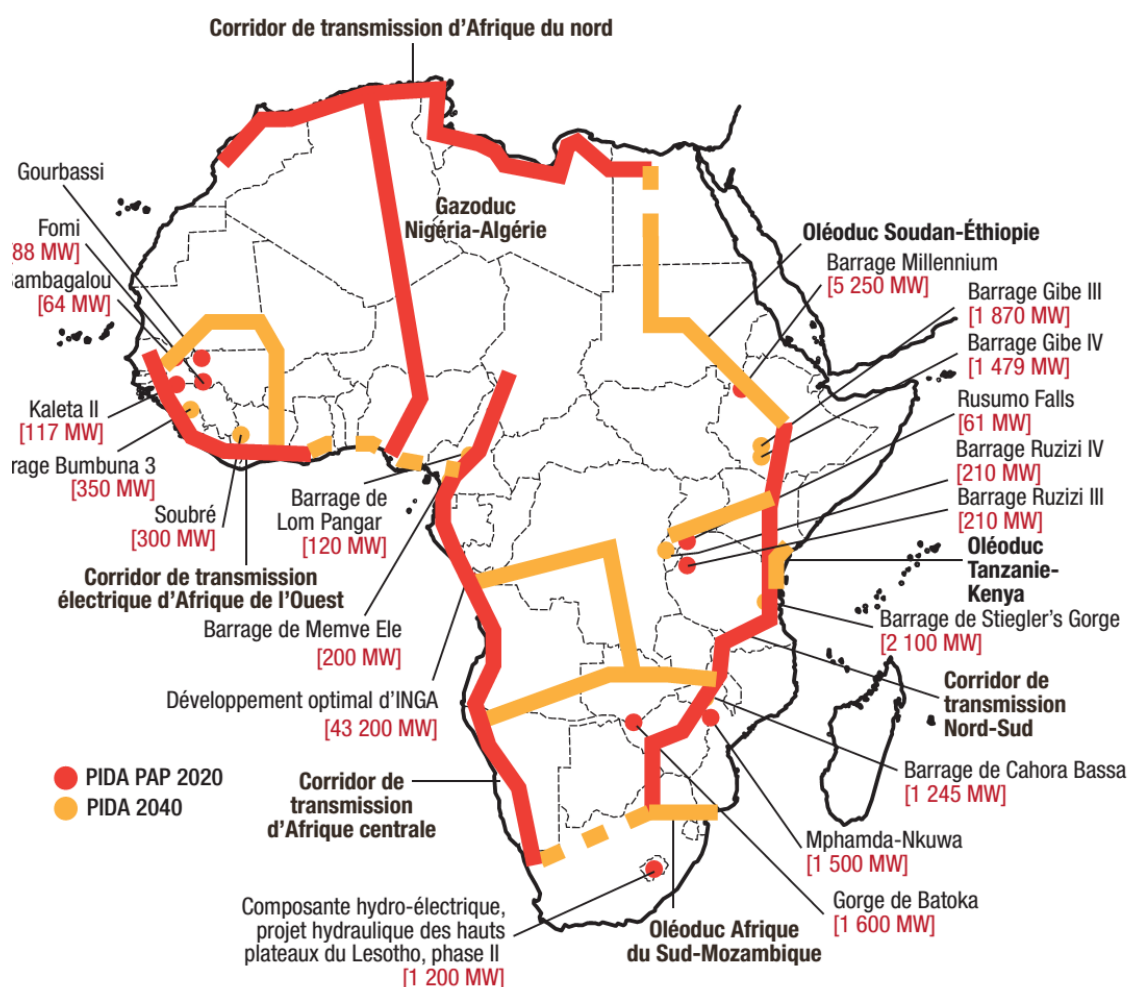 Corridor de transmission d'Afrique du nord
Gourbassi
Fomi
88 MW]
ambagalou
[64 MW]
Kaleta II
[117 MW]
rage Bumbuna 3
[350 MW]
Soubré
[300 MW]
Corridor de transmission
électrique d'Afrique de l'Ouest
Gazoduc
Nigéria-Algérie
Barrage de
Lom Pangar
[120 MW]
Barrage de Memve Ele
[200 MW]
Développement optimal d'INGA
[43 200 MW]
Corridor de
transmission
d'Afrique centrale
PIDA PAP 2020
PIDA 2040
Composante hydro-électrique,
projet hydraulique des hauts
plateaux du Lesotho, phase II
[1 200 MW]
Oléoduc Soudan-Éthiopie
Barrage Millennium
[5 250 MW]
Barrage Gibe III
[1 870 MW]
Barrage Gibe IV
[1 479 MW]
Rusumo Falls
[61 MW]
Barrage Ruzizi IV
[210 MW]
Barrage Ruzizi III
[210 MW]
Oléoduc
Tanzanie-
Kenya
Barrage de Stiegler's Gorge
[2 100 MW]
Corridor de
transmission
Nord-Sud
Barrage de Cahora Bassa
[1 245 MW]
Mphamda-Nkuwa
[1 500 MW]
Gorge de Batoka
[1 600 MW]
Oléoduc Afrique
du Sud-Mozambique